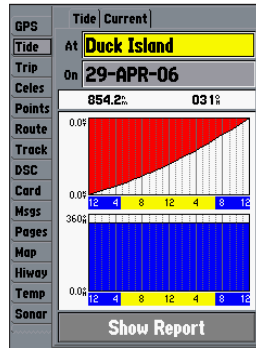 Tide Current
GPS
Tide
Trip
Celes
Points
Route
Track
DSC
Card
Msgs
Pages
Map
Hiway
Temp
Sonar
At Duck Island
On 29-APR-06
854.2 031°
0.0
0.0
12 4 8 12 4 8 12
360°
0.0
12 4 8 12 4 8 12
Show Report